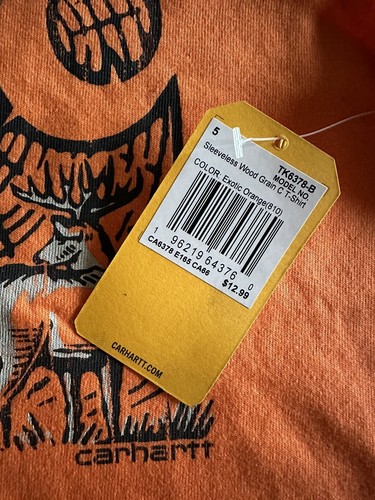 5
TK6378-B
MODEL NO.
Sleeveless Wood Grain C T-Shirt
COLOR: Exotic Orange(810)
1 96219 64376 0
CA6378 E165 CA66
$12.99
CARHARTT.COM
carhartt